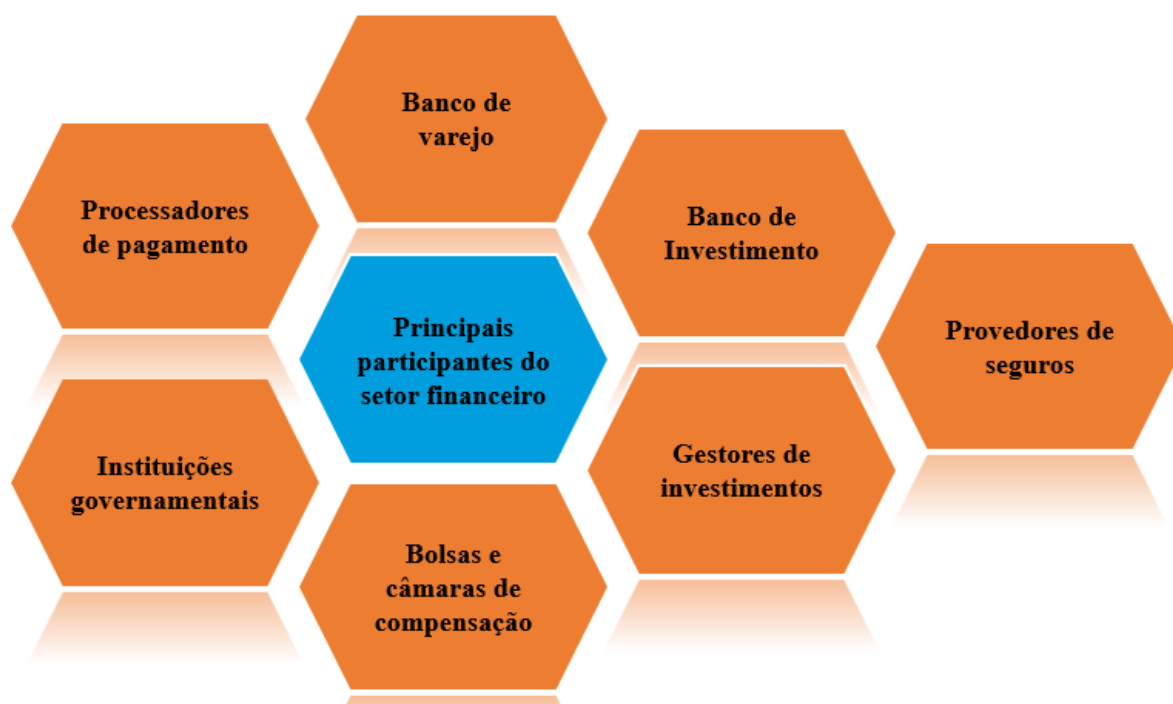 Banco de
varejo
Processadores
de pagamento
Banco de
Investimento
Principais
participantes do
setor financeiro
Provedores de
seguros
Instituições
governamentais
Gestores de
investimentos
Bolsas e
câmaras de
compensação